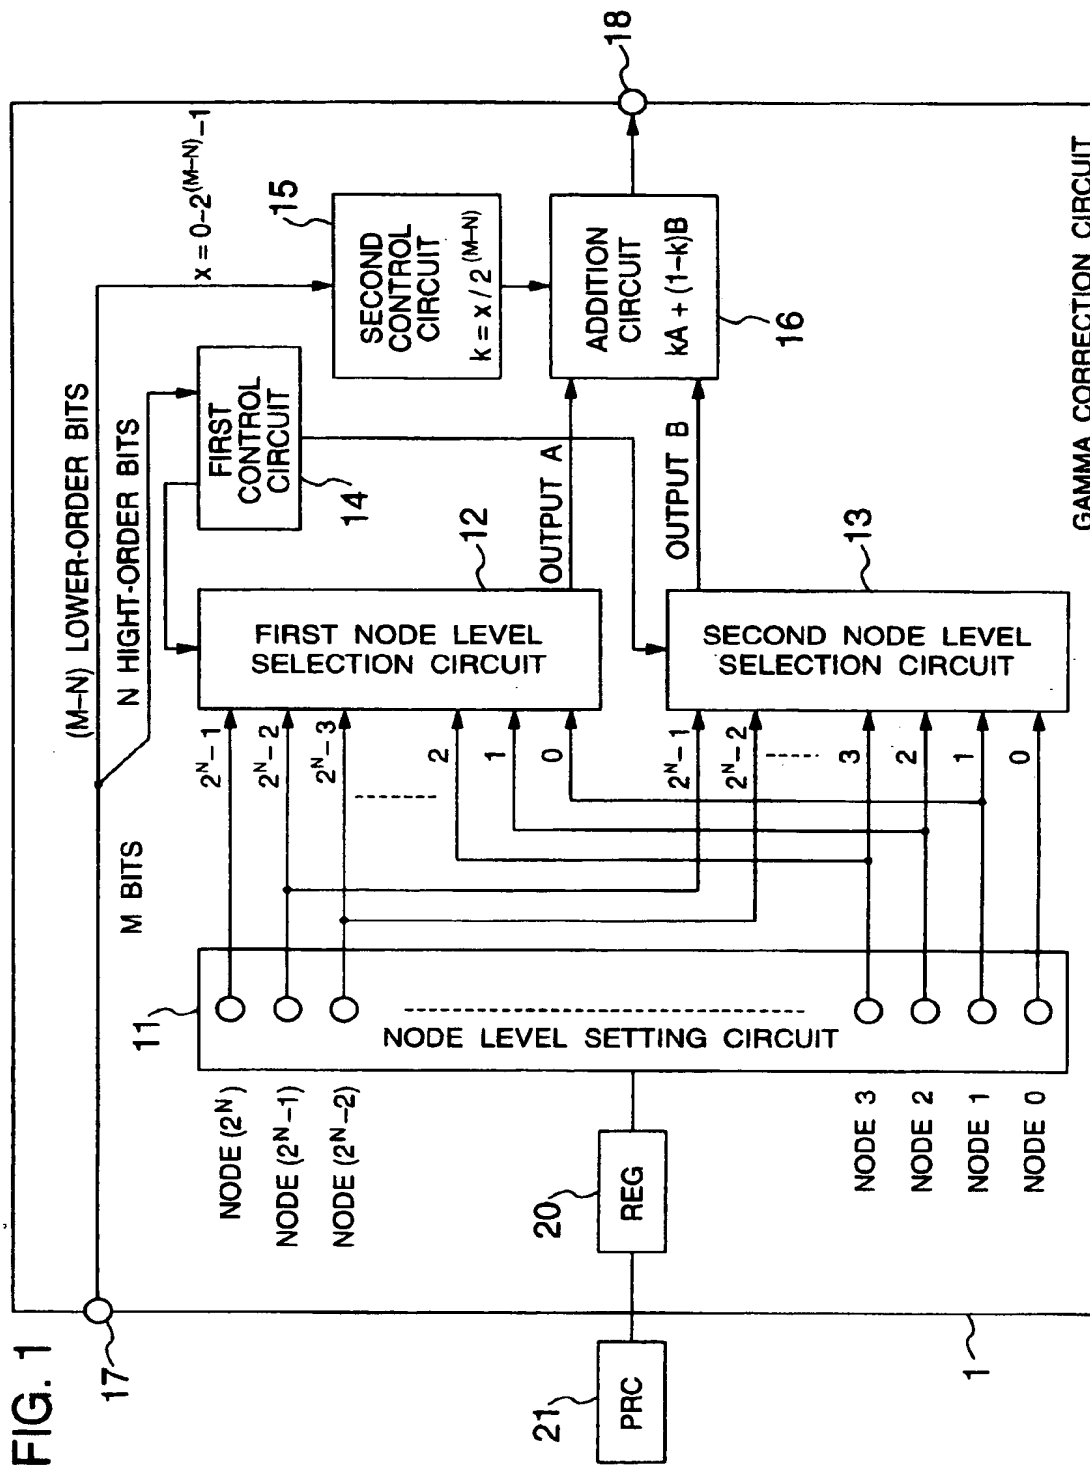 FIG. 1
17
M BITS
(M–N) LOWER-ORDER BITS
N HIGHT-ORDER BITS
x = 0–2^(M–N)–1
FIRST CONTROL CIRCUIT
14
SECOND CONTROL CIRCUIT
k = x / 2^(M–N)
15
11
NODE LEVEL SETTING CIRCUIT
NODE (2^N)
NODE (2^N–1)
NODE (2^N–2)
NODE 3
NODE 2
NODE 1
NODE 0
2^N–1
2^N–2
2^N–3
2
1
0
FIRST NODE LEVEL SELECTION CIRCUIT
12
OUTPUT A
2^N–1
2^N–2
3
2
1
0
SECOND NODE LEVEL SELECTION CIRCUIT
13
OUTPUT B
ADDITION CIRCUIT
kA + (1–k)B
16
18
21
PRC
20
REG
1
GAMMA CORRECTION CIRCUIT